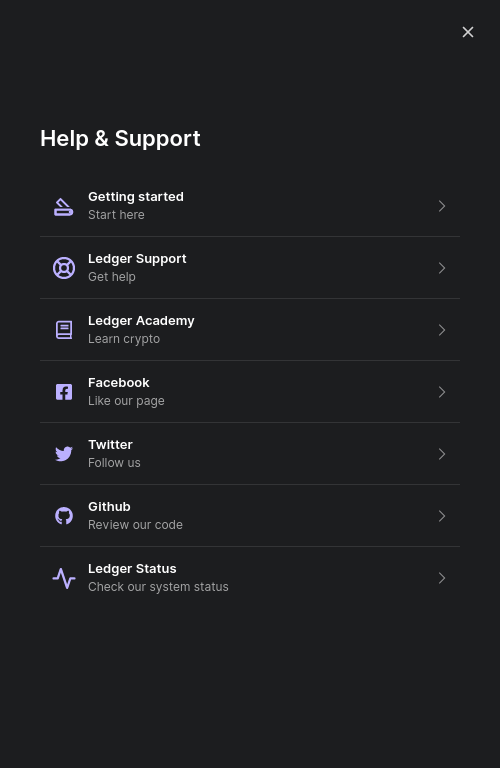 Help & Support
Getting started
Start here
Ledger Support
Get help
Ledger Academy
Learn crypto
Facebook
Like our page
Twitter
Follow us
Github
Review our code
Ledger Status
Check our system status